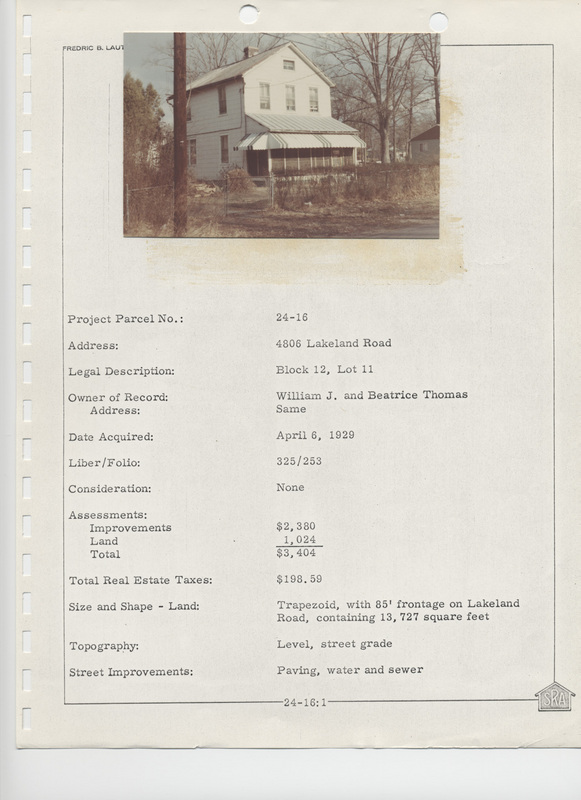 FREDRIC B. LAUT
Project Parcel No.: 24-16
Address: 4806 Lakeland Road
Legal Description: Block 12, Lot 11
Owner of Record: William J. and Beatrice Thomas
Address: Same
Date Acquired: April 6, 1929
Liber/Folio: 325/253
Consideration: None
Assessments:
Improvements $2,380
Land 1,024
Total $3,404
Total Real Estate Taxes: $198.59
Size and Shape - Land: Trapezoid, with 85' frontage on Lakeland
Road, containing 13,727 square feet
Topography: Level, street grade
Street Improvements: Paving, water and sewer
24-16:1
SRA